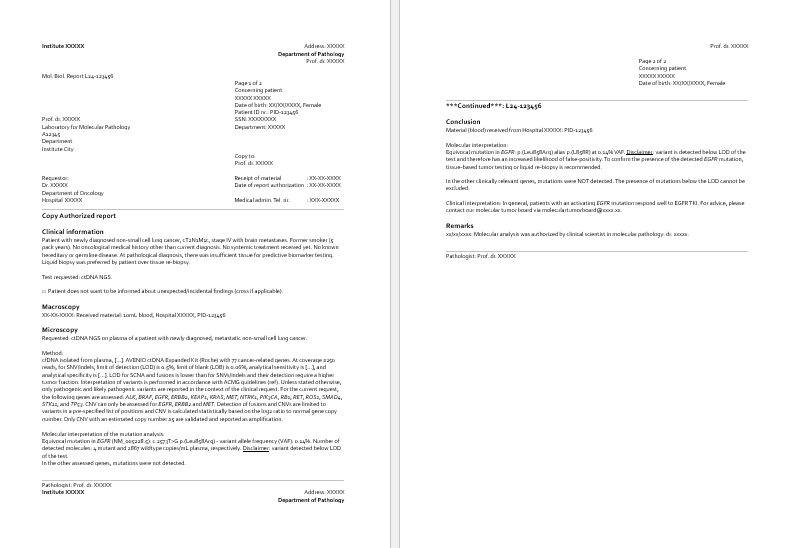 Institute XXXXX
Address: XXXXX
Department of Pathology
Prof. dr. XXXXX
Mol. Biol. Report L24-123456
Page 1 of 2
Concerning patient
XXXXX XXXXX
Date of birth: XX/XX/XXXX, Female
Patient ID nr.: PID-123456
Prof. dr. XXXXX
SSN: XXXXXXXX
Laboratory for Molecular Pathology
Department: XXXXX
A12345
Department
Institute City
Copy to:
Prof. dr. XXXXX
Requestor:
Receipt of material : XX-XX-XXXX
Dr. XXXXX
Date of report authorization : XX-XX-XXXX
Department of Oncology
Hospital XXXXX
Medical admin. Tel. nr. : XXX-XXXXX
Copy Authorized report
Clinical information
Patient with newly diagnosed non-small cell lung cancer, cT2N2M1c, stage IV with brain metastases. Former smoker (5
pack years). No oncological medical history other than current diagnosis. No systemic treatment received yet. No known
hereditary or germline disease. At pathological diagnosis, there was insufficient tissue for predictive biomarker testing.
Liquid biopsy was preferred by patient over tissue re-biopsy.
Test requested: ctDNA NGS.
□ Patient does not want to be informed about unexpected/incidental findings (cross if applicable).
Macroscopy
XX-XX-XXXX: Received material: 10mL blood, Hospital XXXXX, PID-123456
Microscopy
Requested: ctDNA NGS on plasma of a patient with newly diagnosed, metastatic non-small cell lung cancer.
Method:
cfDNA isolated from plasma, [...]. AVENIO ctDNA Expanded Kit (Roche) with 77 cancer-related genes. At coverage ≥250
reads, for SNV/indels, limit of detection (LOD) is 0.5%, limit of blank (LOB) is 0.06%, analytical sensitivity is [...], and
analytical specificity is [...]. LOD for SCNA and fusions is lower than for SNVs/indels and their detection require a higher
tumor fraction. Interpretation of variants is performed in accordance with ACMG guidelines (ref). Unless stated otherwise,
only pathogenic and likely pathogenic variants are reported in the context of the clinical request. For the current request,
the following genes are assessed: ALK, BRAF, EGFR, ERBB2, KEAP1, KRAS, MET, NTRK1, PIK3CA, RB1, RET, ROS1, SMAD4,
STK11, and TP53. CNV can only be assessed for EGFR, ERBB2 and MET. Detection of fusions and CNVs are limited to
variants in a pre-specified list of positions and CNV is calculated statistically based on the log2 ratio to normal gene copy
number. Only CNV with an estimated copy number ≥5 are validated and reported as amplification.
Molecular interpretation of the mutation analysis
Equivocal mutation in EGFR (NM_005228.5): c.2573T>G p.(Leu858Arg) - variant allele frequency (VAF): 0.14%. Number of
detected molecules: 4 mutant and 2867 wildtype copies/mL plasma, respectively. Disclaimer: variant detected below LOD
of the test.
In the other assessed genes, mutations were not detected.
Pathologist: Prof. dr. XXXXX
Institute XXXXX
Address: XXXXX
Department of Pathology
Prof. dr. XXXXX
Page 2 of 2
Concerning patient
XXXXX XXXXX
Date of birth: XX/XX/XXXX, Female
***Continued***: L24-123456
Conclusion
Material (blood) received from Hospital XXXXX: PID-123456
Molecular interpretation:
Equivocal mutation in EGFR: p.(Leu858Arg) alias p.(L858R) at 0.14% VAF. Disclaimer: variant is detected below LOD of the
test and therefore has an increased likelihood of false-positivity. To confirm the presence of the detected EGFR mutation,
tissue-based tumor testing or liquid re-biopsy is recommended.
In the other clinically relevant genes, mutations were NOT detected. The presence of mutations below the LOD cannot be
excluded.
Clinical interpretation: In general, patients with an activating EGFR mutation respond well to EGFR TKI. For advice, please
contact our molecular tumor board via moleculartumorboard@xxxx.xx.
Remarks
xx/xx/xxxx: Molecular analysis was authorized by clinical scientist in molecular pathology: dr. xxxxx.
Pathologist: Prof. dr. XXXXX